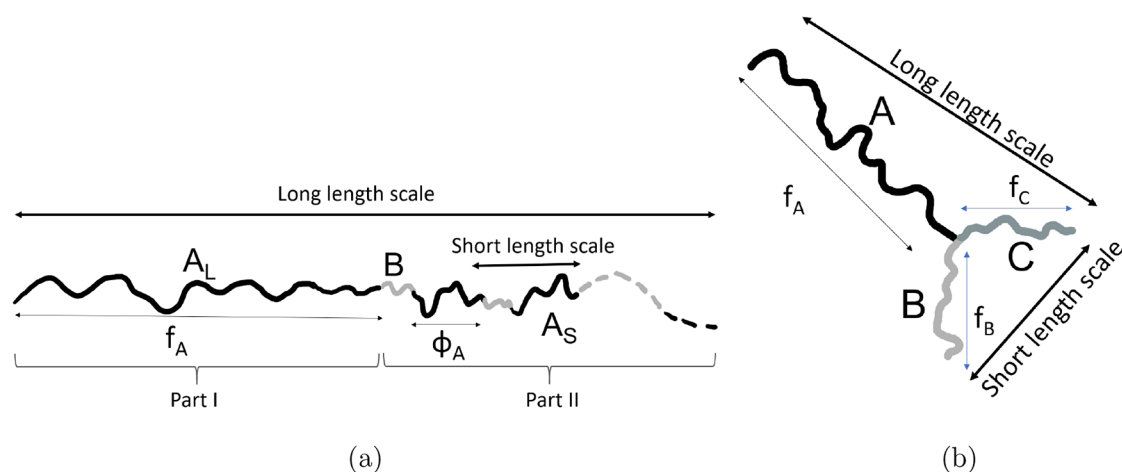 Long length scale
A_L
B
Short length scale
f_A
ϕ_A
A_S
Part I
Part II
(a)
Long length scale
A
f_A
f_C
C
B
f_B
Short length scale
(b)